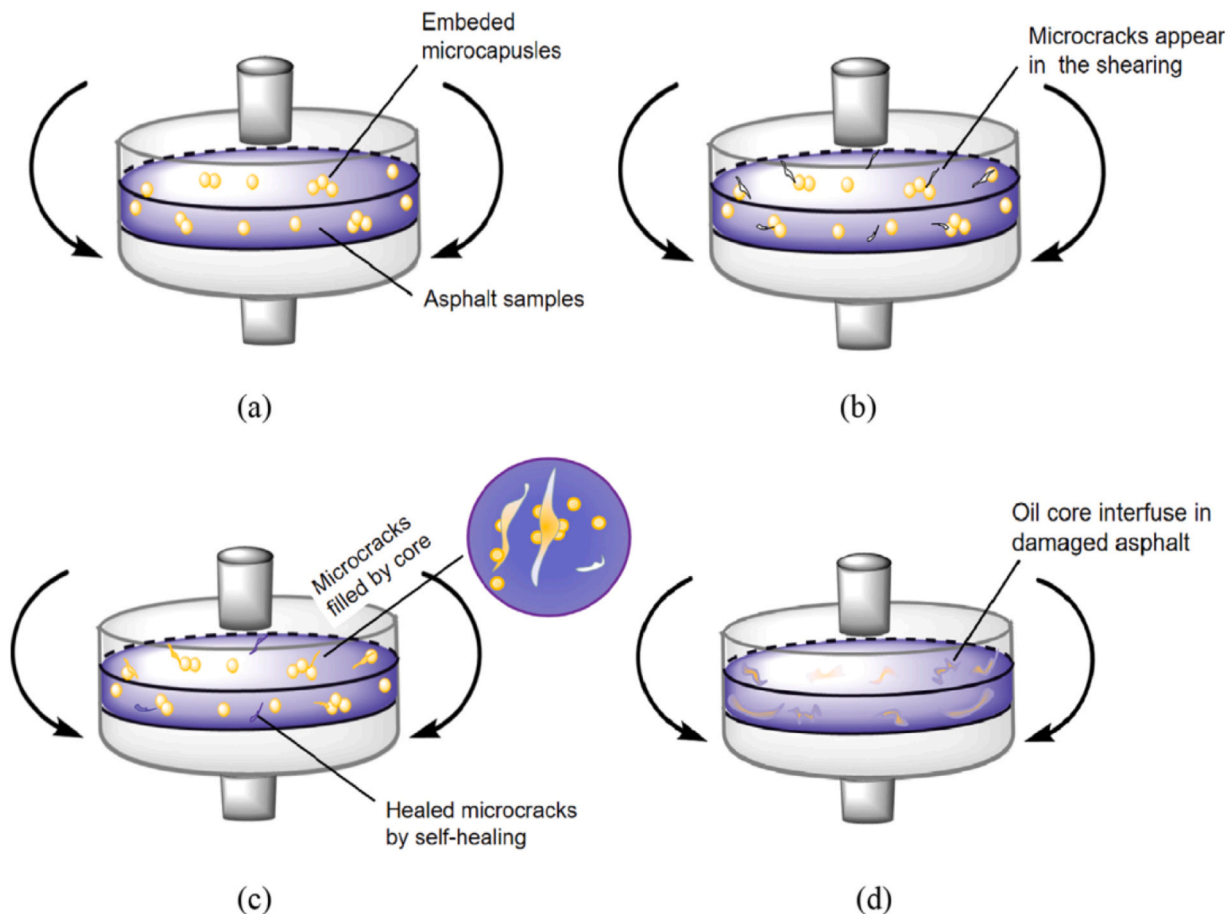 Embeded
microcapusles
Asphalt samples
(a)
Microcracks appear
in the shearing
(b)
Microcracks
filled by core
Healed microcracks
by self-healing
(c)
Oil core interfuse in
damaged asphalt
(d)